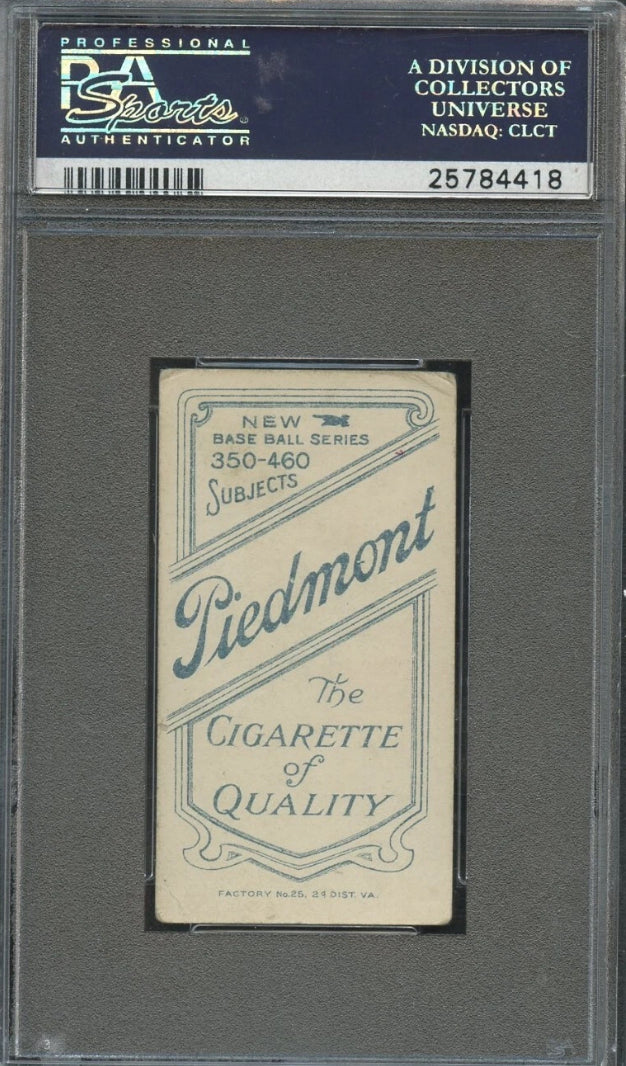 PROFESSIONAL
PSA
Sports
AUTHENTICATOR
A DIVISION OF
COLLECTORS
UNIVERSE
NASDAQ: CLCT
25784418
NEW
BASE BALL SERIES
350-460
SUBJECTS
Piedmont
The
CIGARETTE
of
QUALITY
FACTORY No. 25, 2d DIST. VA.